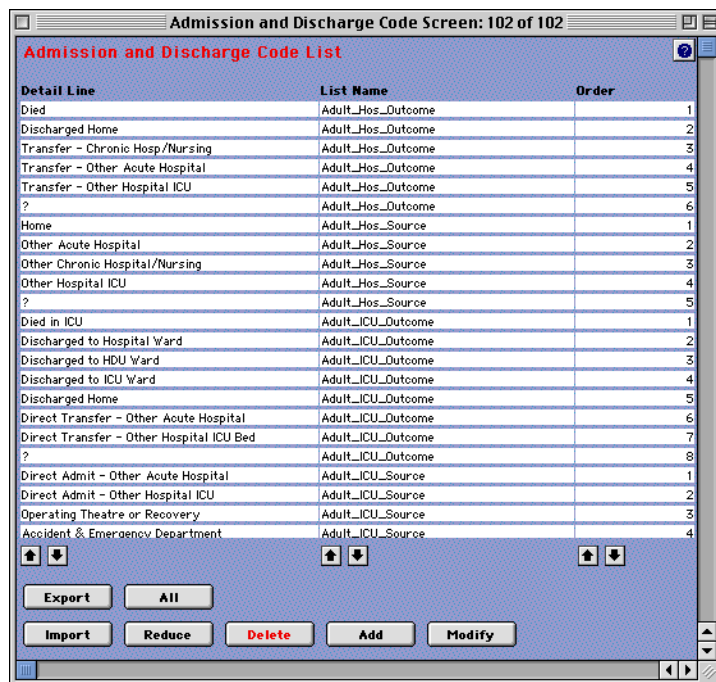 Admission and Discharge Code Screen: 102 of 102
Admission and Discharge Code List
?
Detail Line List Name Order
Died Adult_Hos_Outcome 1
Discharged Home Adult_Hos_Outcome 2
Transfer - Chronic Hosp/Nursing Adult_Hos_Outcome 3
Transfer - Other Acute Hospital Adult_Hos_Outcome 4
Transfer - Other Hospital ICU Adult_Hos_Outcome 5
? Adult_Hos_Outcome 6
Home Adult_Hos_Source 1
Other Acute Hospital Adult_Hos_Source 2
Other Chronic Hospital/Nursing Adult_Hos_Source 3
Other Hospital ICU Adult_Hos_Source 4
? Adult_Hos_Source 5
Died in ICU Adult_ICU_Outcome 1
Discharged to Hospital Ward Adult_ICU_Outcome 2
Discharged to HDU Ward Adult_ICU_Outcome 3
Discharged to ICU Ward Adult_ICU_Outcome 4
Discharged Home Adult_ICU_Outcome 5
Direct Transfer - Other Acute Hospital Adult_ICU_Outcome 6
Direct Transfer - Other Hospital ICU Bed Adult_ICU_Outcome 7
? Adult_ICU_Outcome 8
Direct Admit - Other Acute Hospital Adult_ICU_Source 1
Direct Admit - Other Hospital ICU Adult_ICU_Source 2
Operating Theatre or Recovery Adult_ICU_Source 3
Accident & Emergency Department Adult_ICU_Source 4
Export All
Import Reduce Delete Add Modify